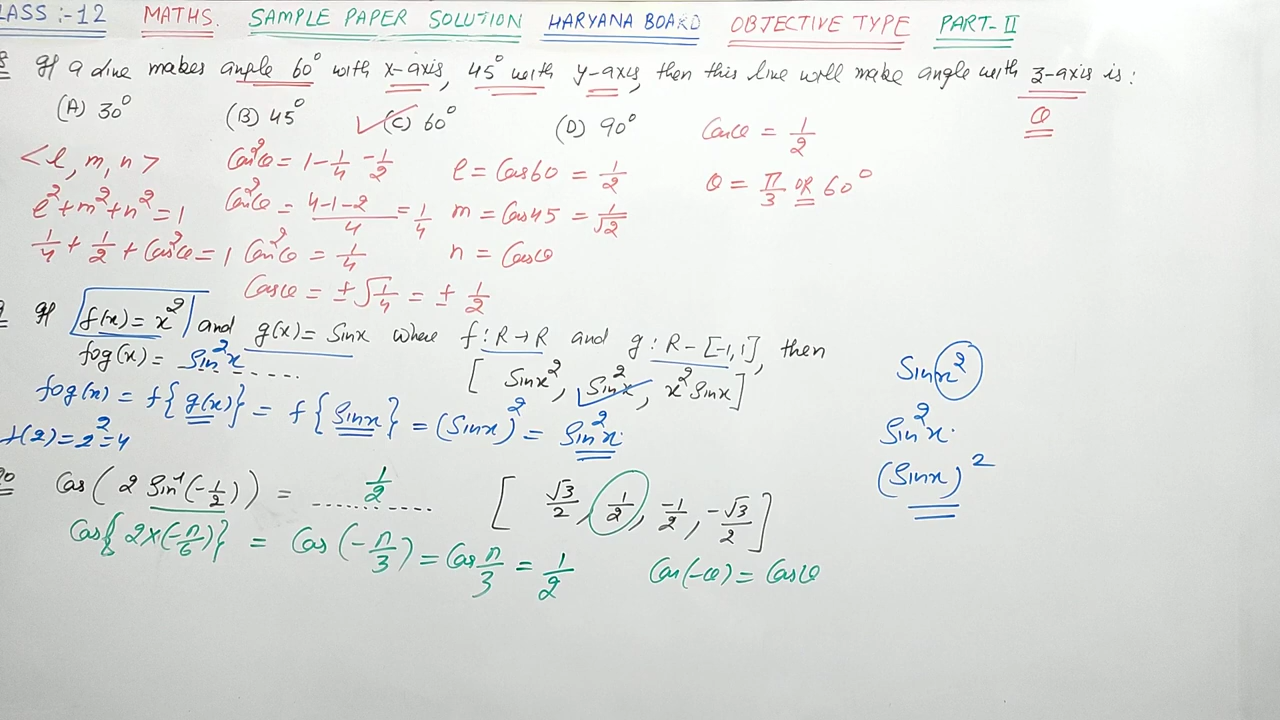 LASS :- 12 MATHS. SAMPLE PAPER SOLUTION HARYANA BOARD OBJECTIVE TYPE PART-II
8 If a line makes angle 60° with x-axis, 45° with y-axis, then this line will make angle with z-axis is:
(A) 30° (B) 45° (C) 60° (D) 90°
θ
<l, m, n>
l²+m²+n²=1
1/4 + 1/2 + Cos²θ = 1
Cos²θ = 1-1/4-1/2
Cos²θ = (4-1-2)/4 = 1/4
Cos²θ = 1/4
Cosθ = ±√1/4 = ± 1/2
l = Cos60 = 1/2
m = Cos45 = 1/√2
n = Cosθ
Cosθ = 1/2
θ = π/3 OR 60°
9 If f(x) = x² and g(x) = Sinx where f: R→R and g: R-[-1,1], then
fog(x) = Sin²x .... [Sinx², Sin²x, x²Sinx]
fog(x) = f{g(x)} = f{Sinx} = (Sinx)² = Sin²x.
f(2)=2²=4
Sin x²
Sin²x.
(Sinx)²
90 Cos(2 Sin⁻¹(-1/2)) = 1/2 ............ [√3/2, 1/2, -1/2, -√3/2]
Cos{2×(-π/6)} = Cos(-π/3) = Cos π/3 = 1/2 Cos(-θ) = Cosθ